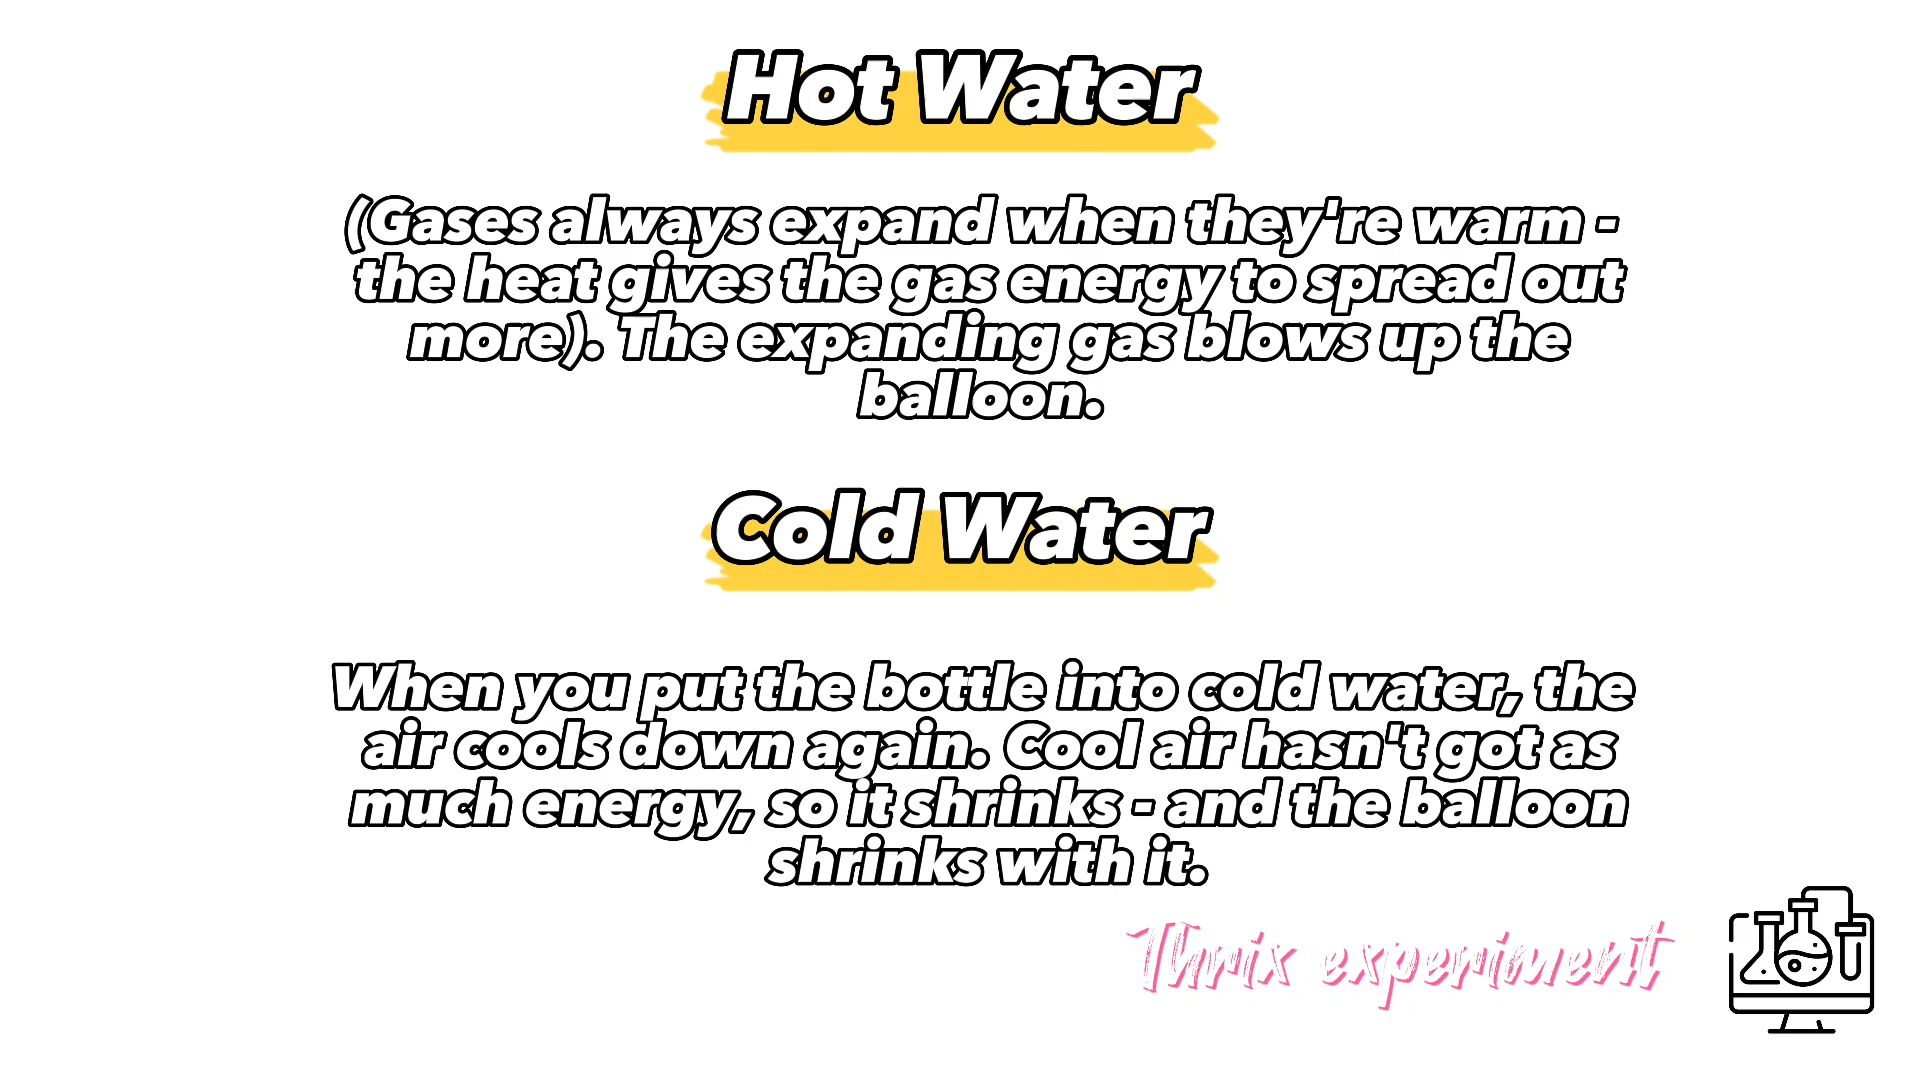 Hot Water
(Gases always expand when they're warm -
the heat gives the gas energy to spread out
more). The expanding gas blows up the
balloon.
Cold Water
When you put the bottle into cold water, the
air cools down again. Cool air hasn't got as
much energy, so it shrinks - and the balloon
shrinks with it.
Thrix experiment